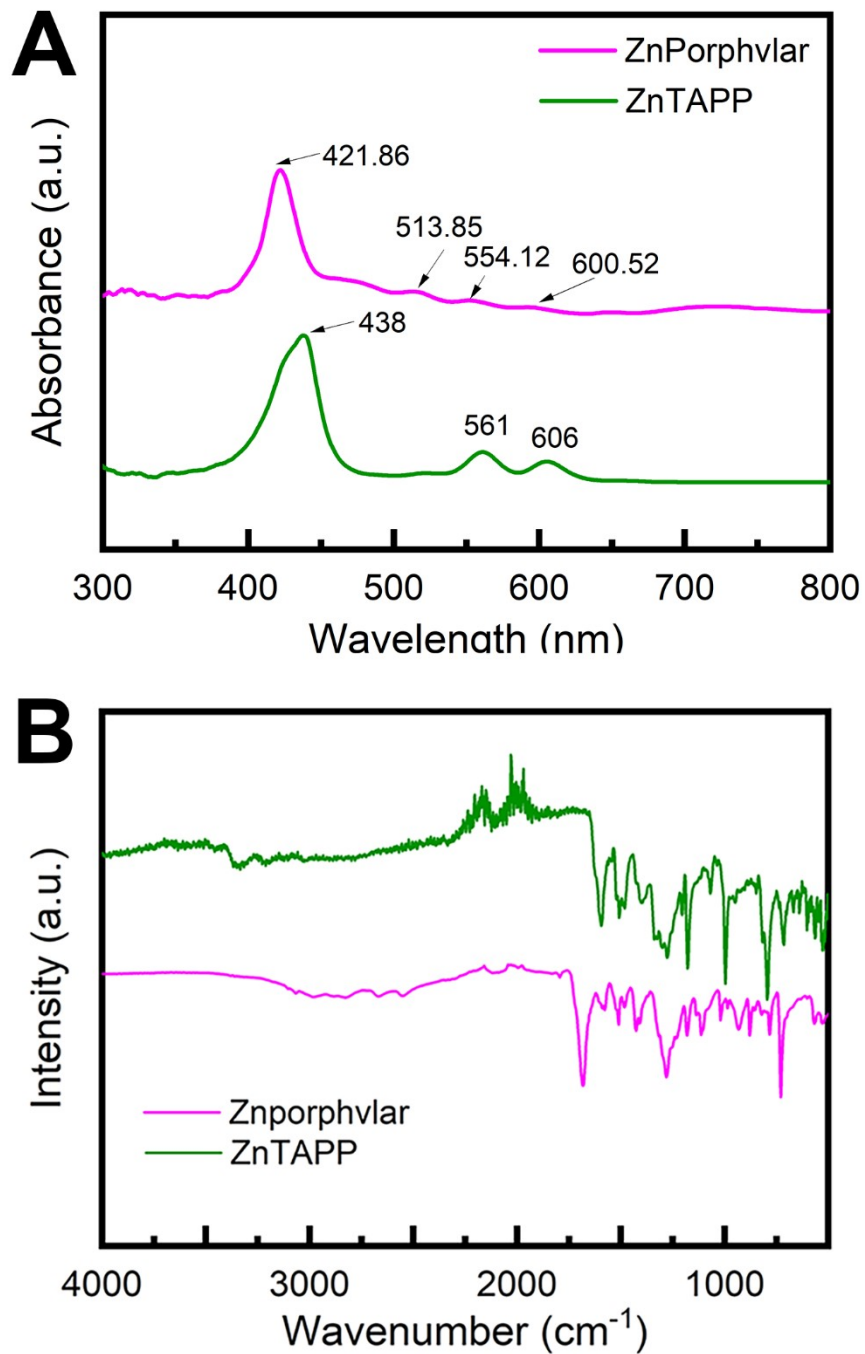 A
ZnPorphvlar
ZnTAPP
421.86
513.85
554.12
600.52
438
561
606
Absorbance (a.u.)
300 400 500 600 700 800
Wavelength (nm)
B
Intensity (a.u.)
Znporphvlar
ZnTAPP
4000 3000 2000 1000
Wavenumber (cm⁻¹)